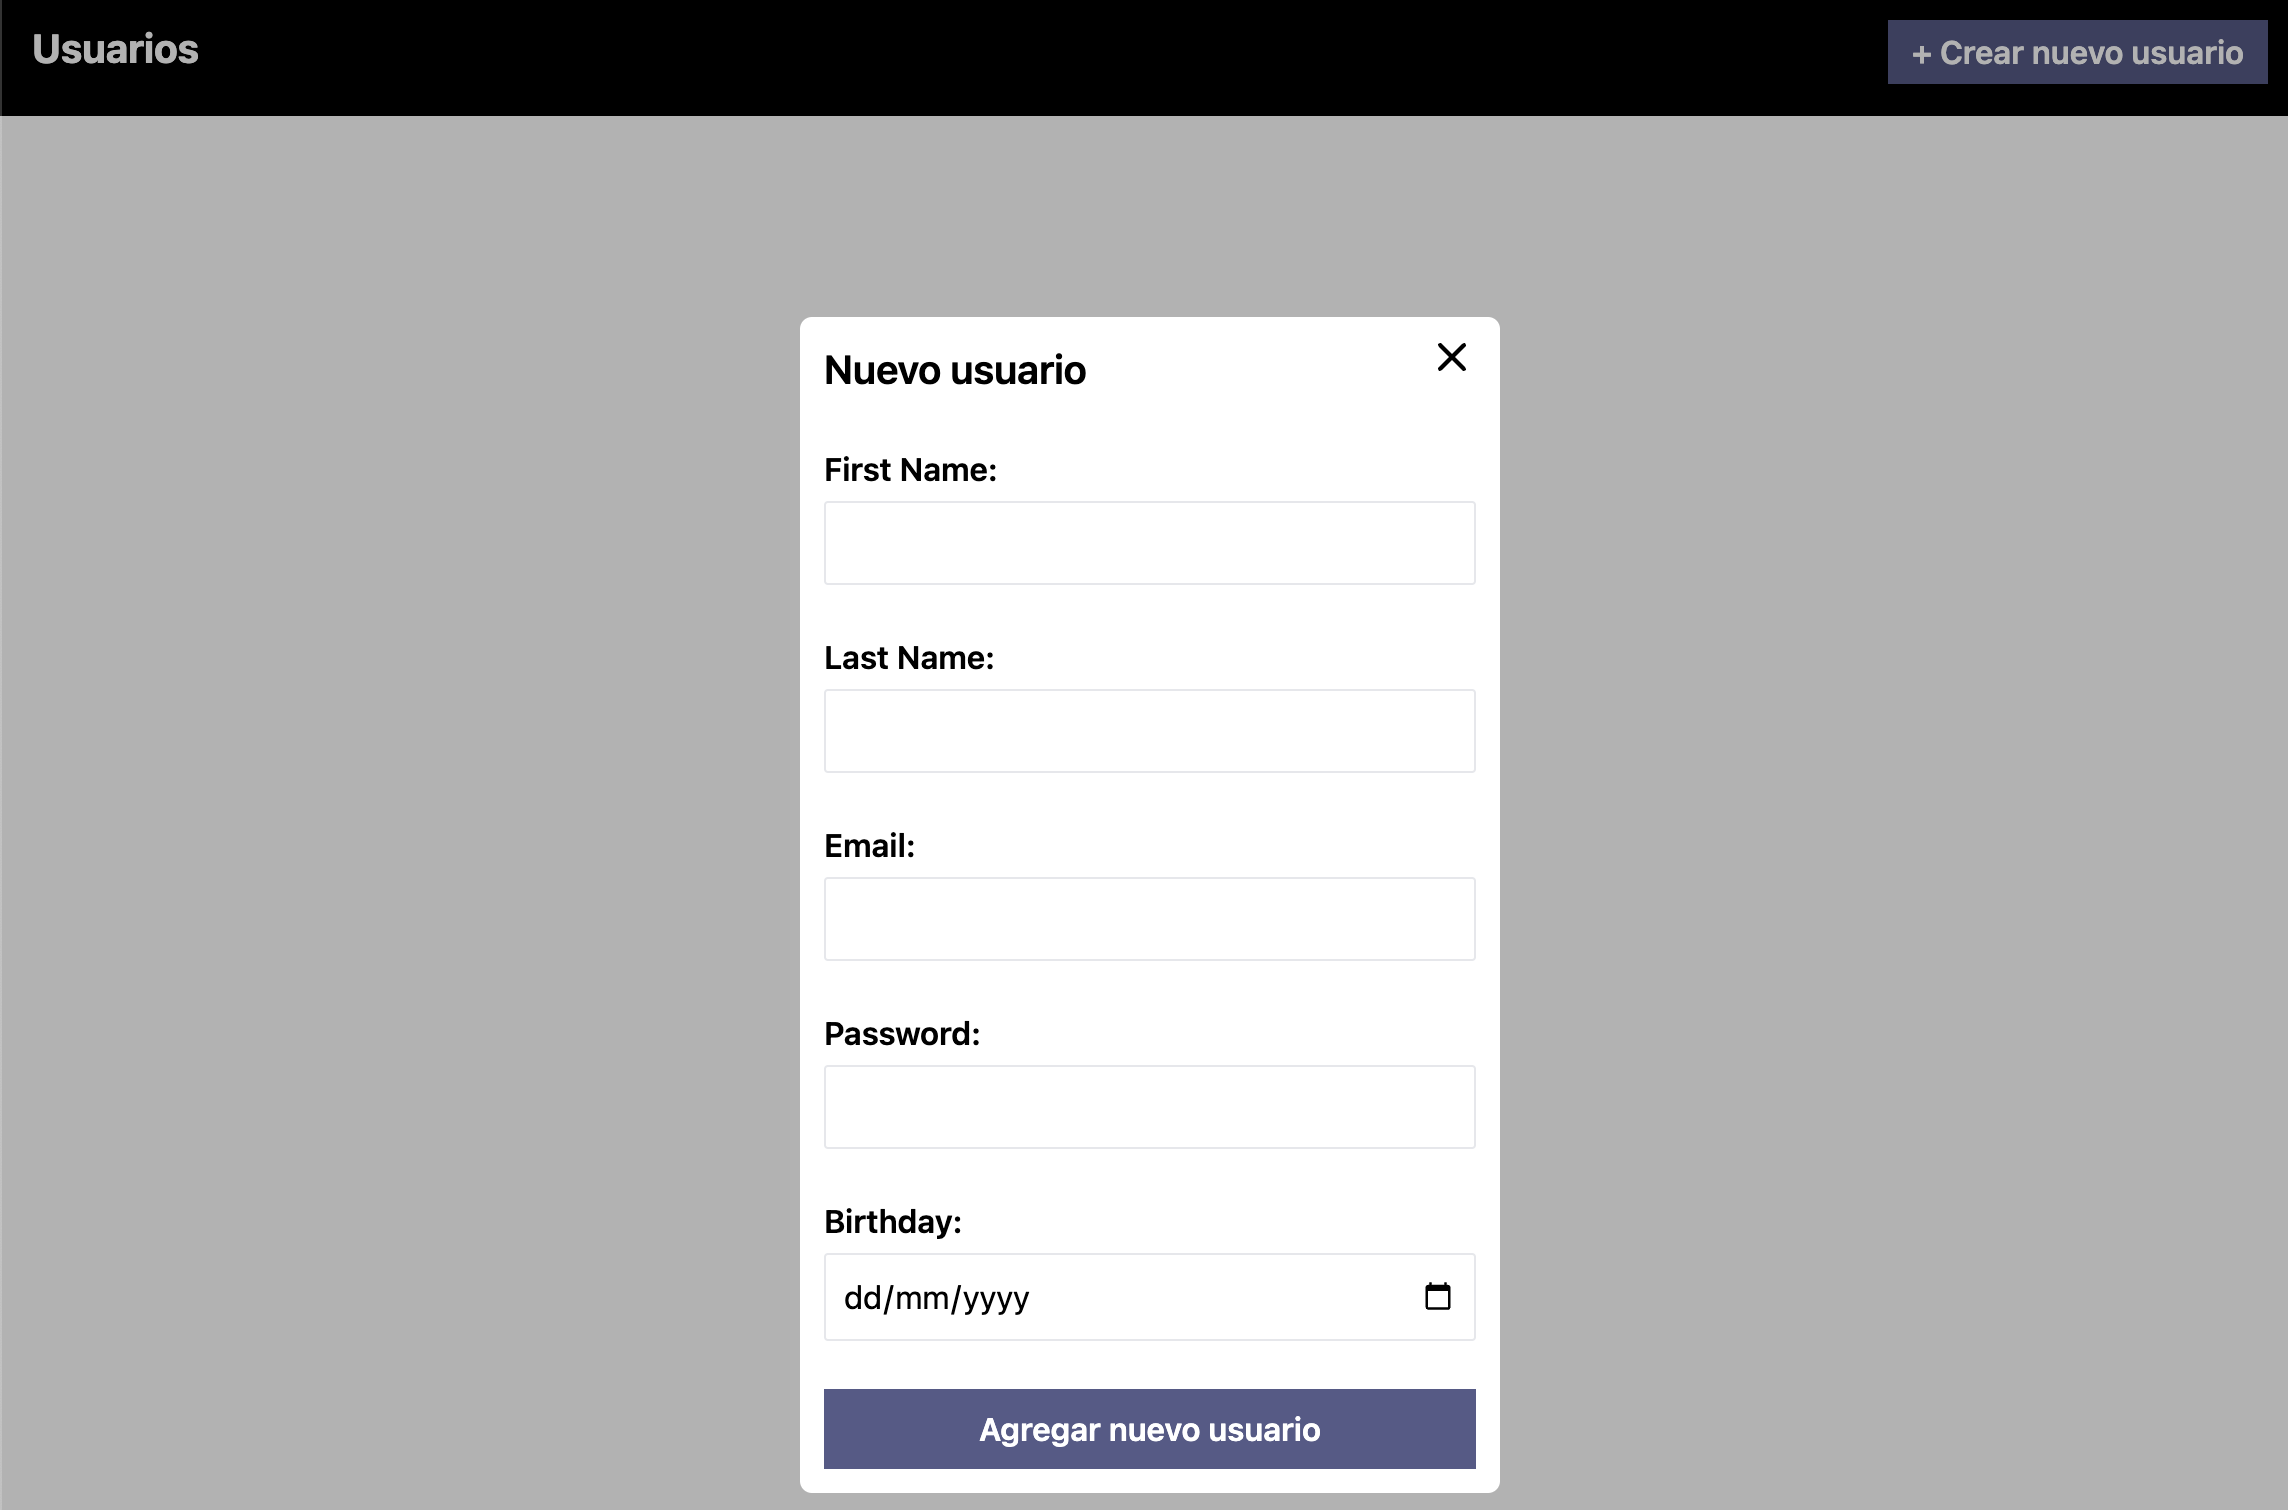 Usuarios
+ Crear nuevo usuario
Nuevo usuario
First Name:
Last Name:
Email:
Password:
Birthday:
dd/mm/yyyy
Agregar nuevo usuario